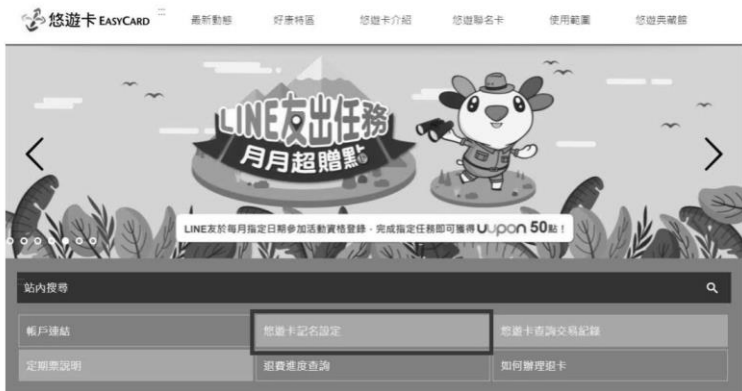 悠遊卡 EASYCARD
最新動態 好康特區 悠遊卡介紹 悠遊聯名卡 使用範圍 悠遊典藏館
LINE友出任務
月月超贈點
LINE友於每月指定日期參加活動資格登錄,完成指定任務即可獲得 UUPON 50點!
站內搜尋
帳戶連結 悠遊卡記名設定 悠遊卡查詢交易紀錄
定期票說明 退費進度查詢 如何辦理退卡